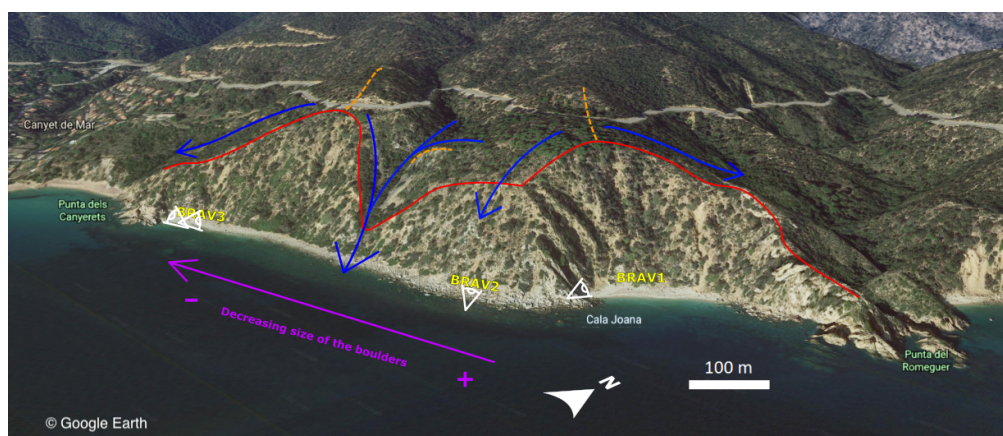 Canyet de Mar
Punta dels
Canyerets
BRAV3
BRAV2
BRAV1
Cala Joana
Decreasing size of the boulders
-
+
N
100 m
Punta del
Romeguer
© Google Earth